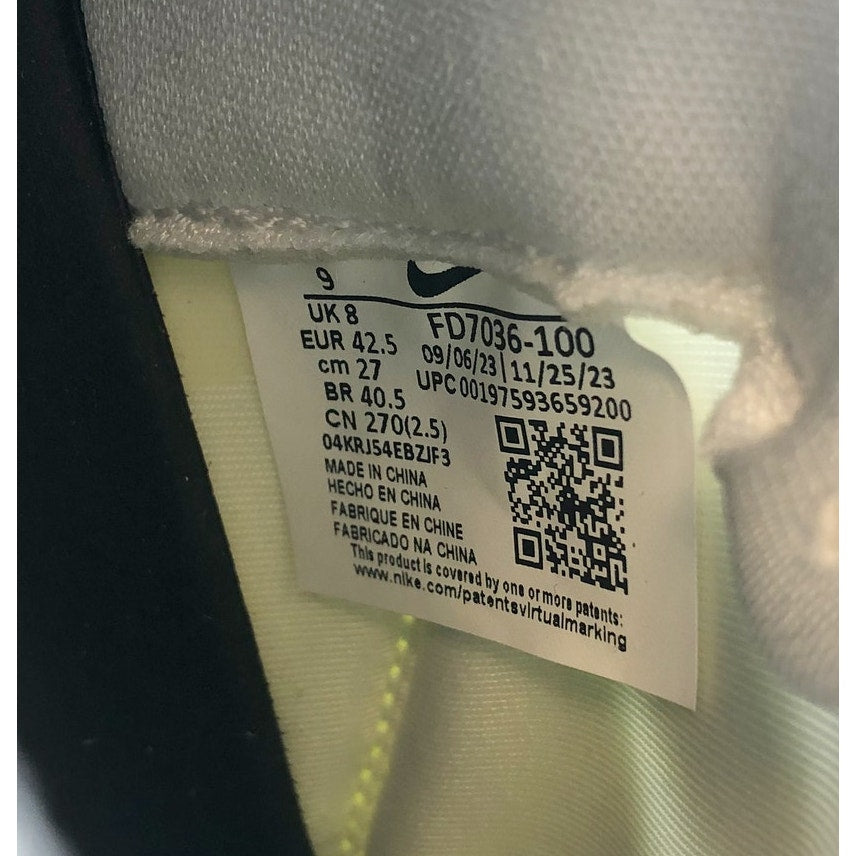 9
UK 8
EUR 42.5
cm 27
BR 40.5
CN 270(2.5)
04KRJ54EBZJF3
FD7036-100
09/06/23|11/25/23
UPC 00197593659200
MADE IN CHINA
HECHO EN CHINA
FABRIQUE EN CHINE
FABRICADO NA CHINA
This product is covered by one or more patents:
www.nike.com/patentsvirtualmarking